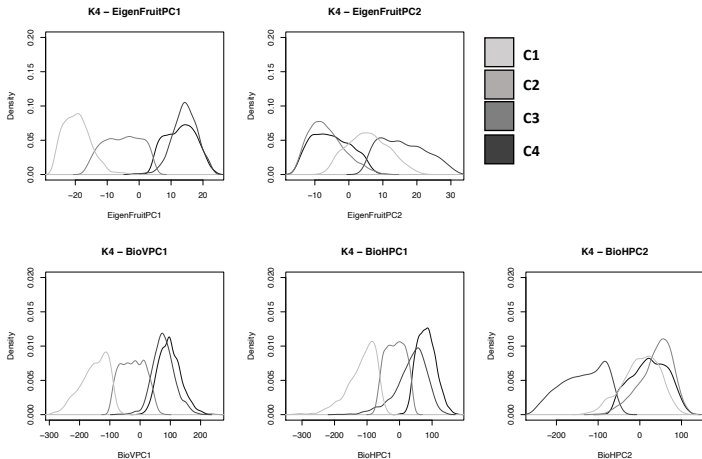 K4 – EigenFruitPC1
Density
0.00 0.05 0.10 0.15 0.20
−20 −10 0 10 20
EigenFruitPC1
K4 – EigenFruitPC2
Density
0.00 0.05 0.10 0.15 0.20
−10 0 10 20 30
EigenFruitPC2
C1
C2
C3
C4
K4 – BioVPC1
Density
0.000 0.005 0.010 0.015 0.020
−300 −200 −100 0 100 200
BioVPC1
K4 – BioHPC1
Density
0.000 0.005 0.010 0.015 0.020
−300 −200 −100 0 100
BioHPC1
K4 – BioHPC2
Density
0.000 0.005 0.010 0.015 0.020
−200 −100 0 100
BioHPC2